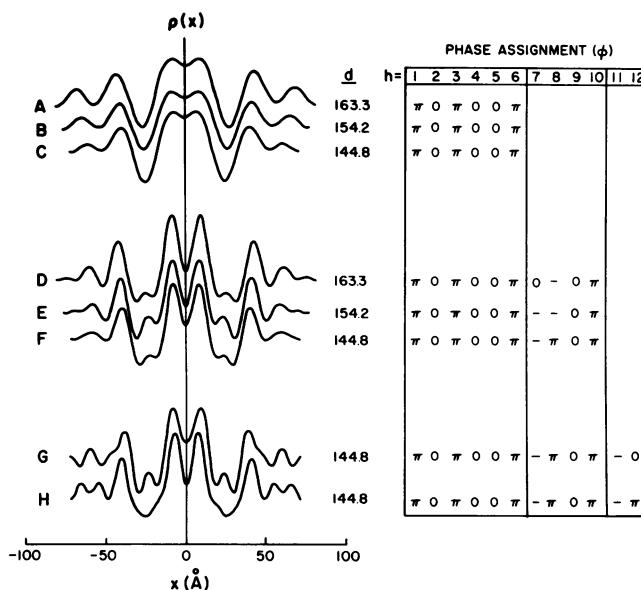 ρ(x)
PHASE ASSIGNMENT (ϕ)
d h= 1 2 3 4 5 6 7 8 9 10 11 12
A 163.3 π 0 π 0 0 π
B 154.2 π 0 π 0 0 π
C 144.8 π 0 π 0 0 π
D 163.3 π 0 π 0 0 π 0 - 0 π
E 154.2 π 0 π 0 0 π - - 0 π
F 144.8 π 0 π 0 0 π - π 0 π
G 144.8 π 0 π 0 0 π - π 0 π - 0
H 144.8 π 0 π 0 0 π - π 0 π - π
-100 -50 0 50 100
x (Å)